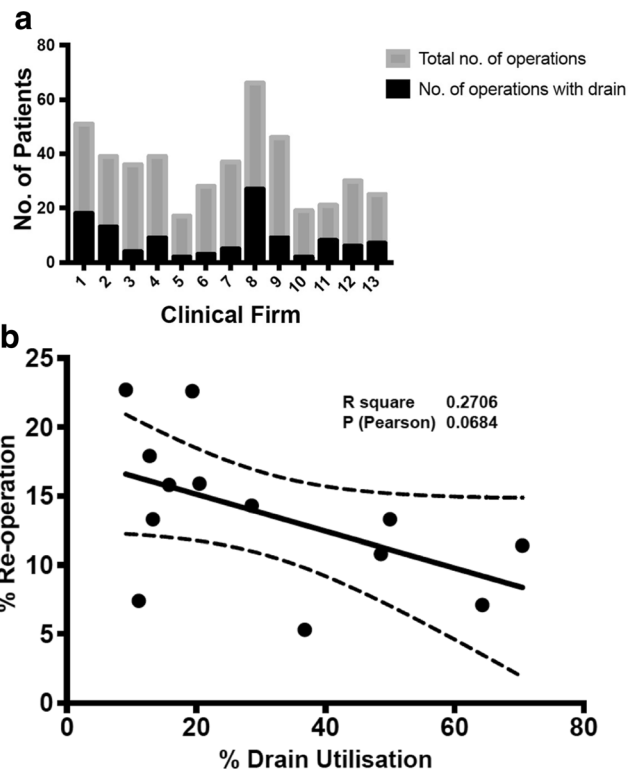 a
80
60
40
20
0
No. of Patients
Total no. of operations
No. of operations with drain
1 2 3 4 5 6 7 8 9 10 11 12 13
Clinical Firm
b
25
20
15
10
5
0
% Re-operation
R square 0.2706
P (Pearson) 0.0684
0 20 40 60 80
% Drain Utilisation